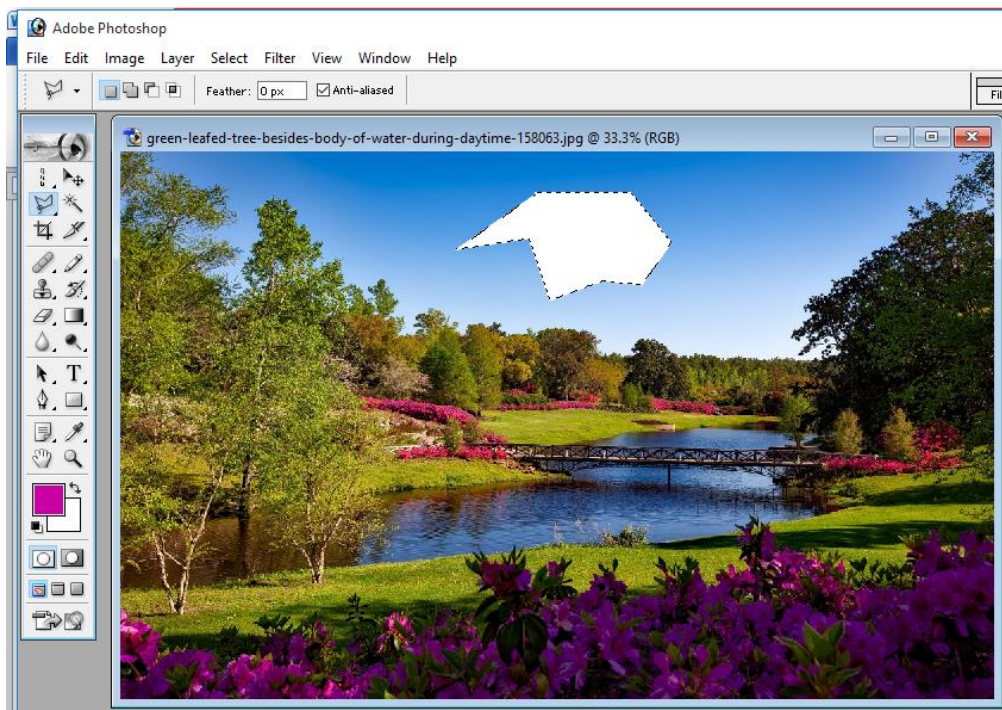 Adobe Photoshop
File Edit Image Layer Select Filter View Window Help
Feather: 0 px Anti-aliased
green-leafed-tree-besides-body-of-water-during-daytime-158063.jpg @ 33.3% (RGB)
T